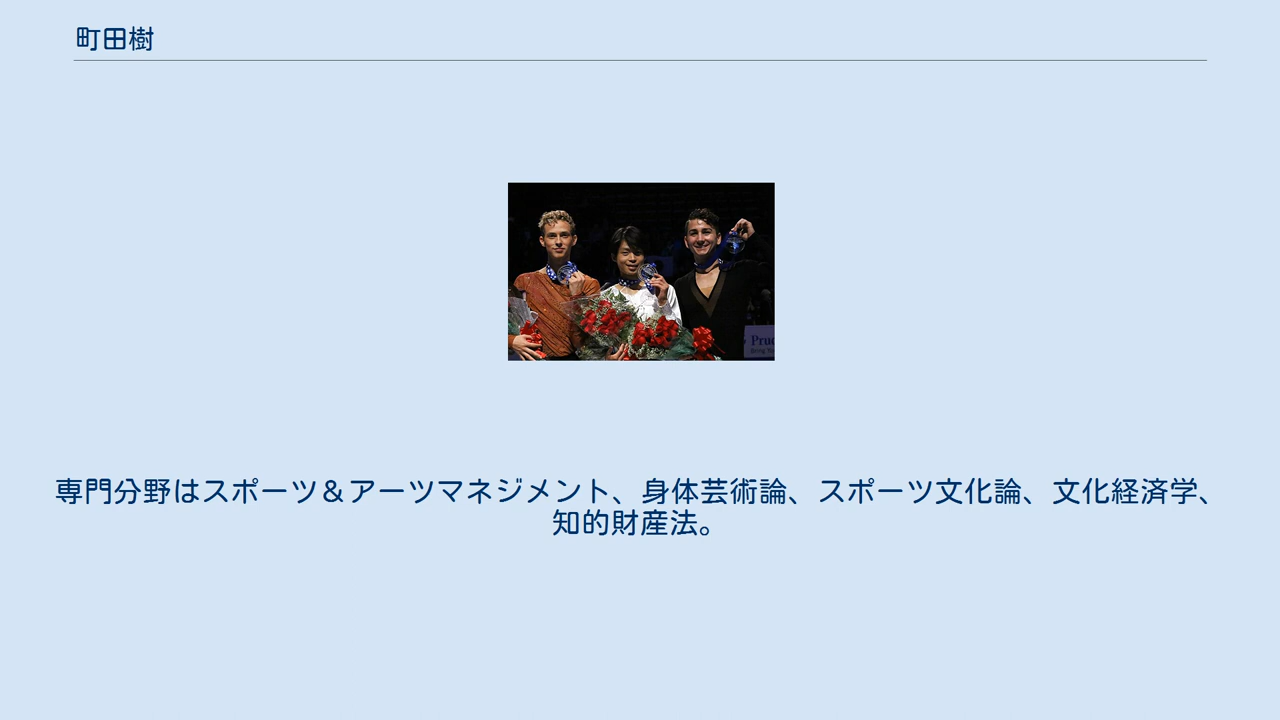 町田樹
専門分野はスポーツ＆アーツマネジメント、身体芸術論、スポーツ文化論、文化経済学、
知的財産法。